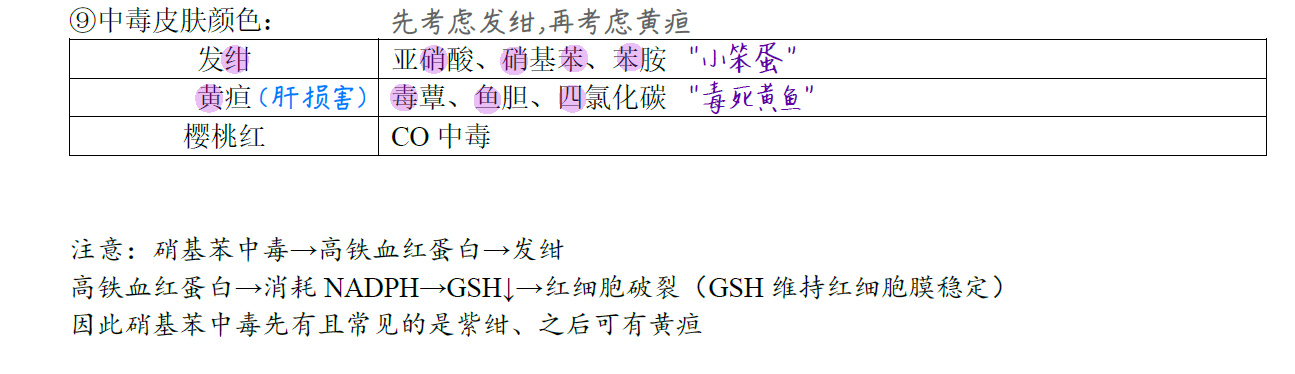 ⑨中毒皮肤颜色： 先考虑发绀,再考虑黄疸
发绀 亚硝酸、硝基苯、苯胺 "小笨蛋"
黄疸(肝损害) 毒蕈、鱼胆、四氯化碳 "毒死黄鱼"
樱桃红 CO 中毒
注意：硝基苯中毒→高铁血红蛋白→发绀
高铁血红蛋白→消耗 NADPH→GSH↓→红细胞破裂（GSH 维持红细胞膜稳定）
因此硝基苯中毒先有且常见的是紫绀、之后可有黄疸